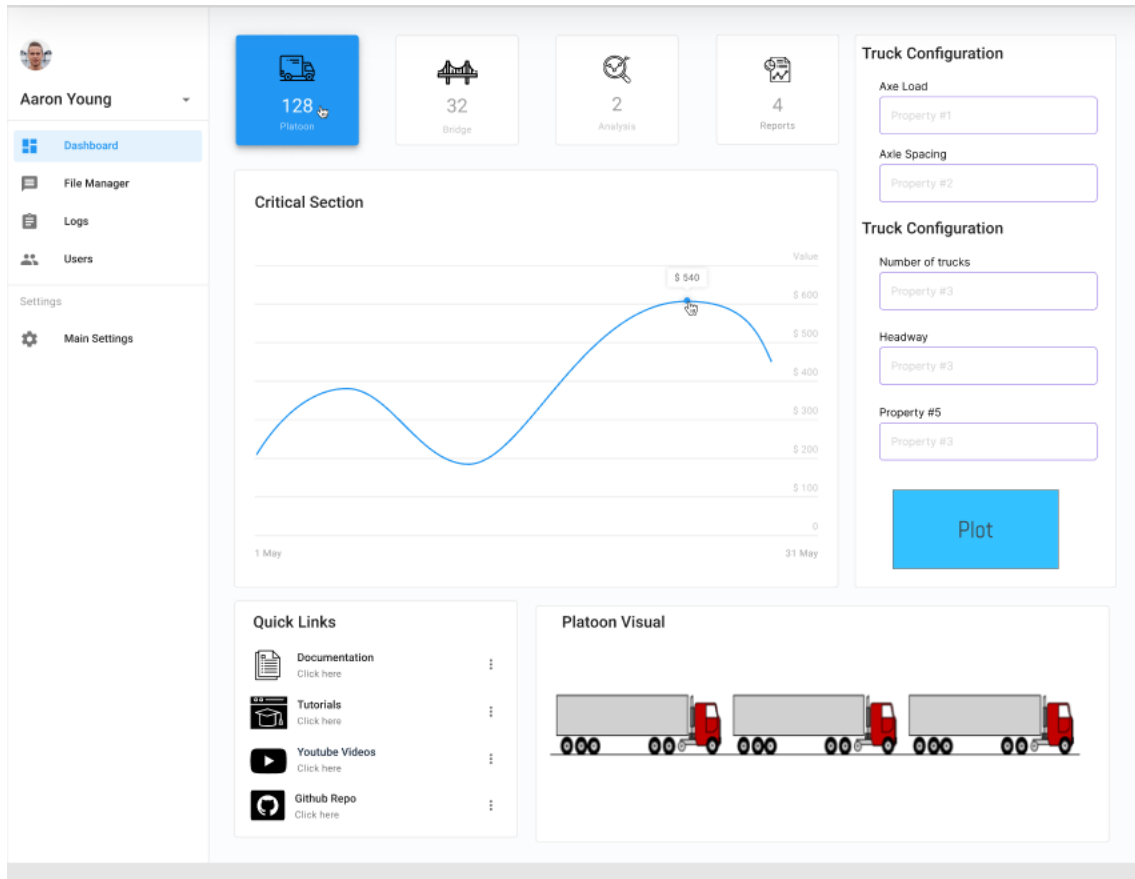 Aaron Young
Dashboard
File Manager
Logs
Users
Settings
Main Settings
128
Platoon
32
Bridge
2
Analysis
4
Reports
Critical Section
Value
$ 540
$ 600
$ 500
$ 400
$ 300
$ 200
$ 100
0
1 May
31 May
Truck Configuration
Axe Load
Property #1
Axle Spacing
Property #2
Truck Configuration
Number of trucks
Property #3
Headway
Property #3
Property #5
Property #3
Plot
Quick Links
Documentation
Click here
Tutorials
Click here
Youtube Videos
Click here
Github Repo
Click here
Platoon Visual